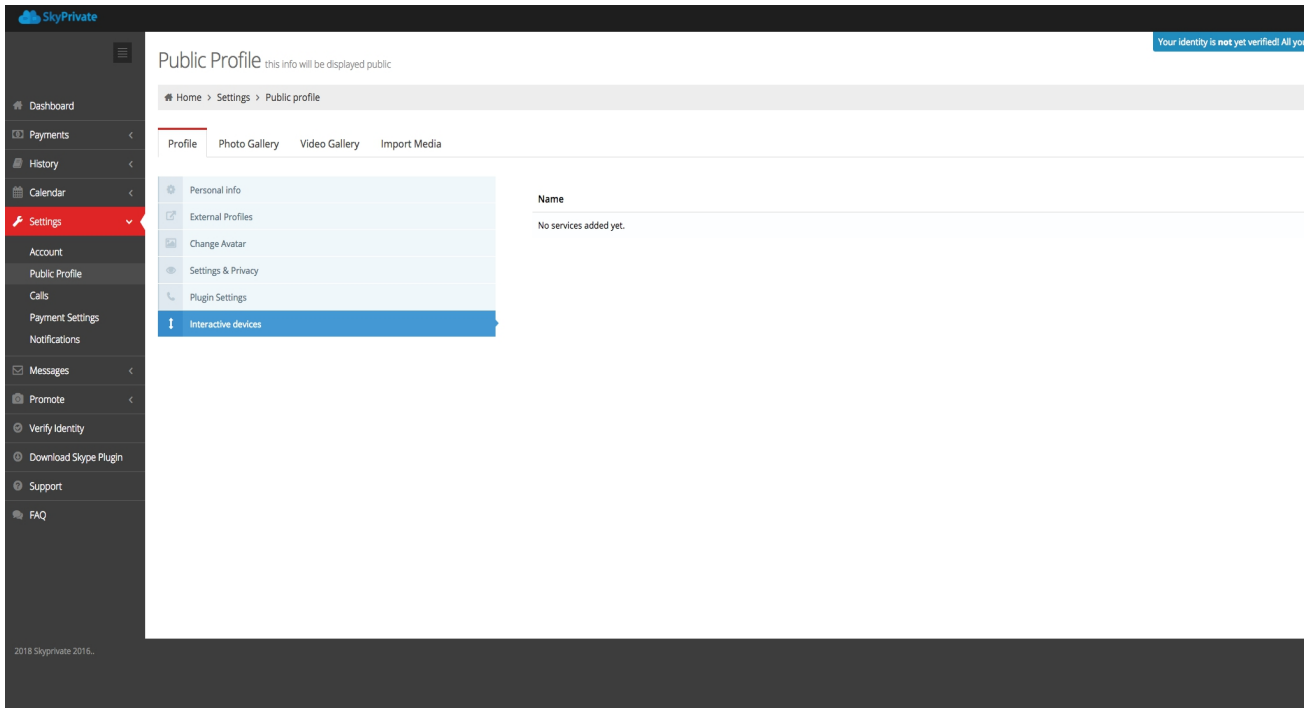 SkyPrivate
Your identity is not yet verified! All you
Public Profile this info will be displayed public
Home > Settings > Public profile
Dashboard
Payments
History
Calendar
Settings
Account
Public Profile
Calls
Payment Settings
Notifications
Messages
Promote
Verify Identity
Download Skype Plugin
Support
FAQ
Profile Photo Gallery Video Gallery Import Media
Personal info
External Profiles
Change Avatar
Settings & Privacy
Plugin Settings
Interactive devices
Name
No services added yet.
2018 Skyprivate 2016..